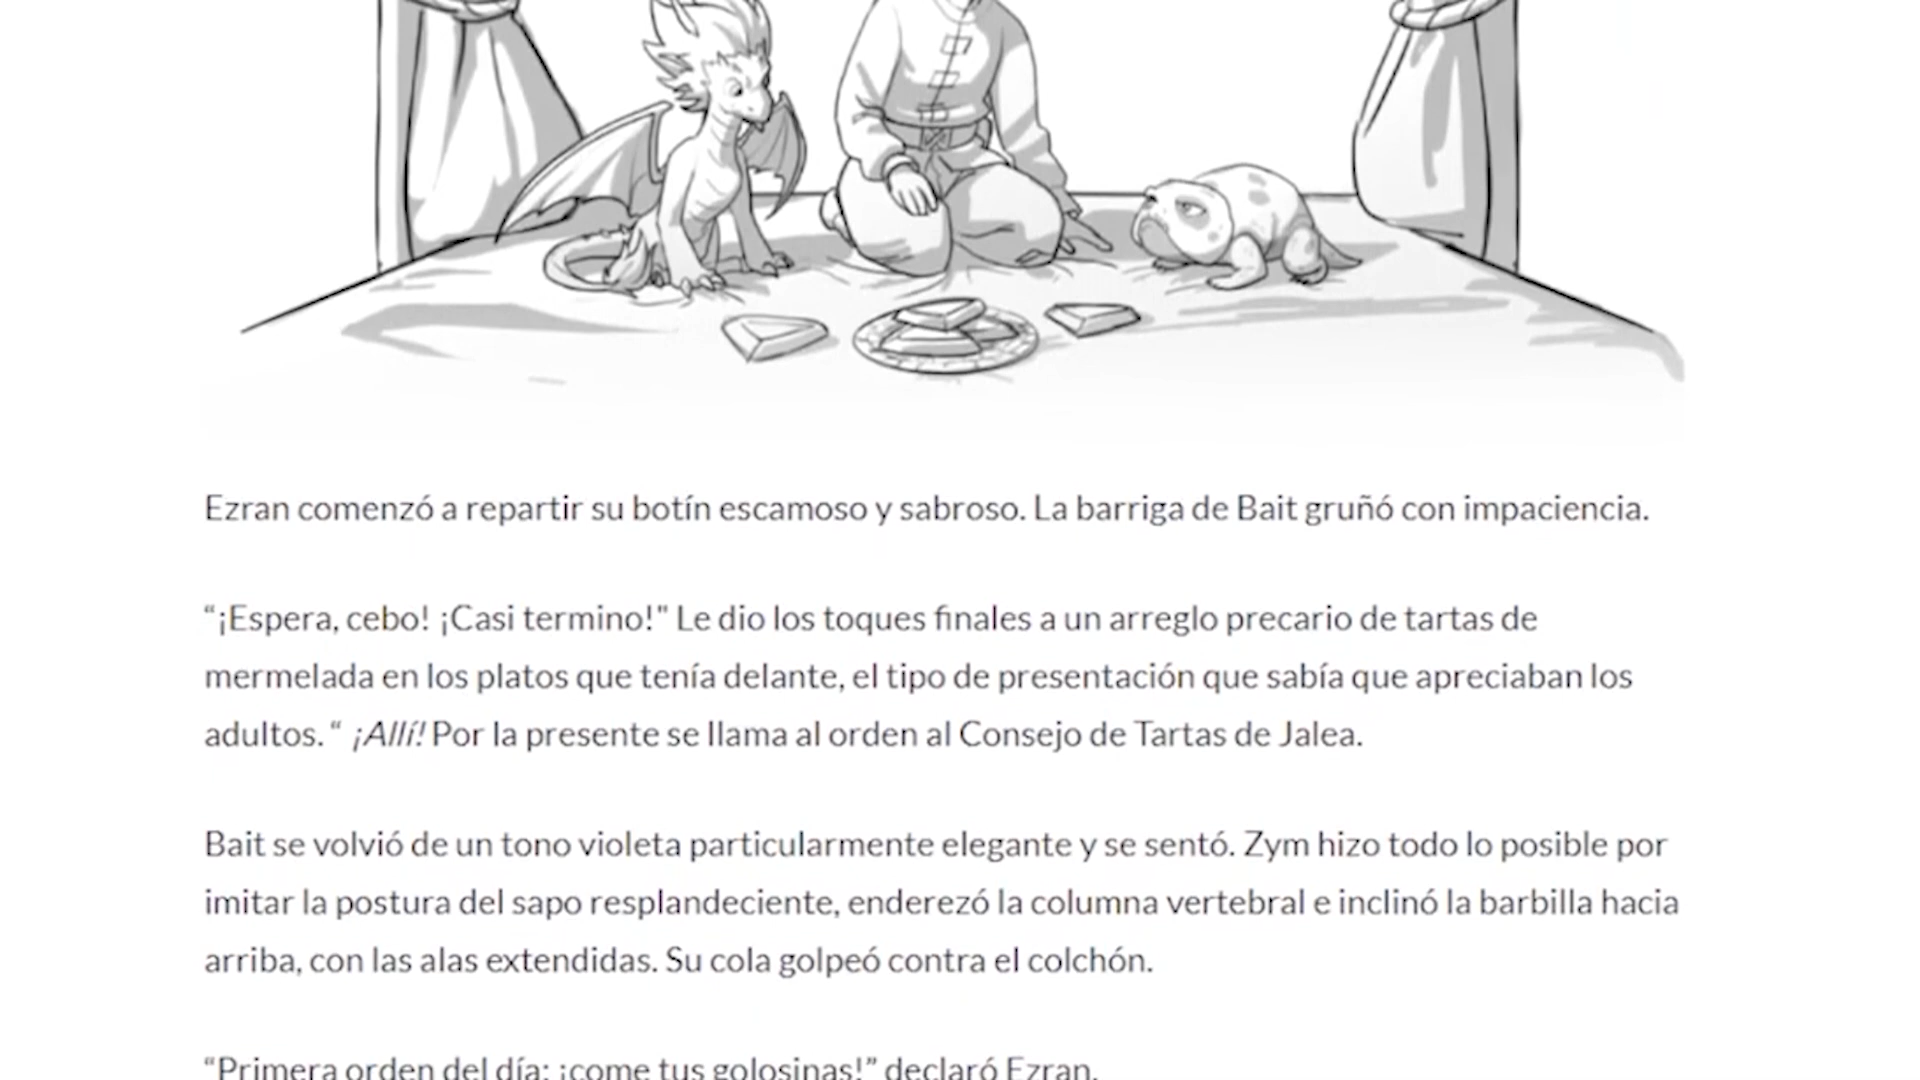 Ezran comenzó a repartir su botín escamoso y sabroso. La barriga de Bait gruñó con impaciencia.
“¡Espera, cebo! ¡Casi termino!" Le dio los toques finales a un arreglo precario de tartas de
mermelada en los platos que tenía delante, el tipo de presentación que sabía que apreciaban los
adultos. “ ¡Allí! Por la presente se llama al orden al Consejo de Tartas de Jalea.
Bait se volvió de un tono violeta particularmente elegante y se sentó. Zym hizo todo lo posible por
imitar la postura del sapo resplandeciente, enderezó la columna vertebral e inclinó la barbilla hacia
arriba, con las alas extendidas. Su cola golpeó contra el colchón.
“Primera orden del día: ¡come tus golosinas!” declaró Ezran.